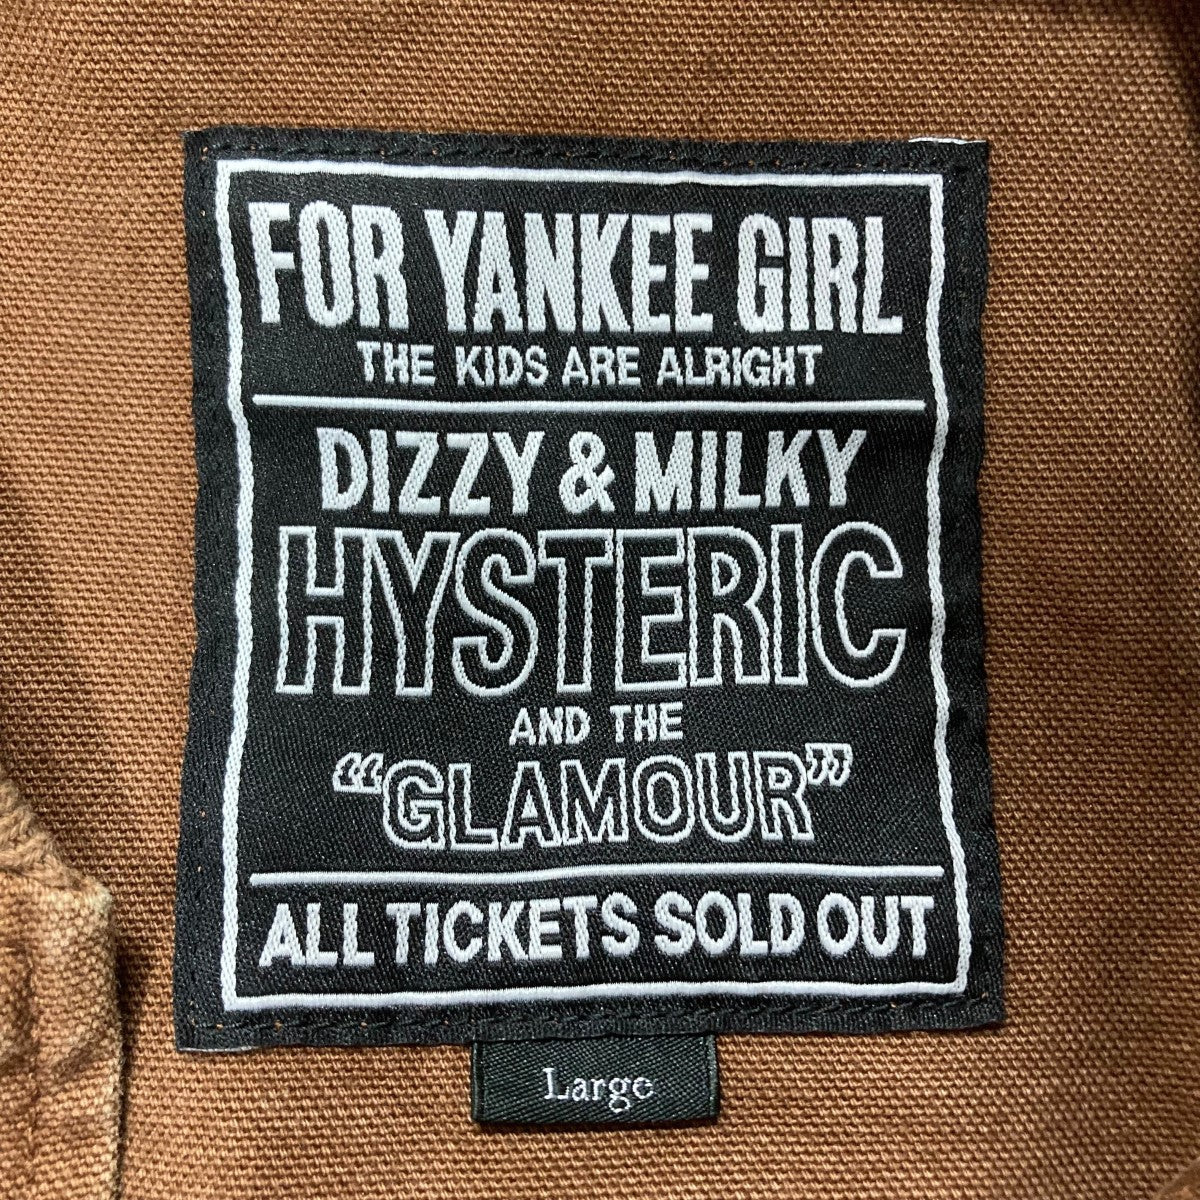 FOR YANKEE GIRL
THE KIDS ARE ALRIGHT
DIZZY & MILKY
HYSTERIC
AND THE
“GLAMOUR”
ALL TICKETS SOLD OUT
Large